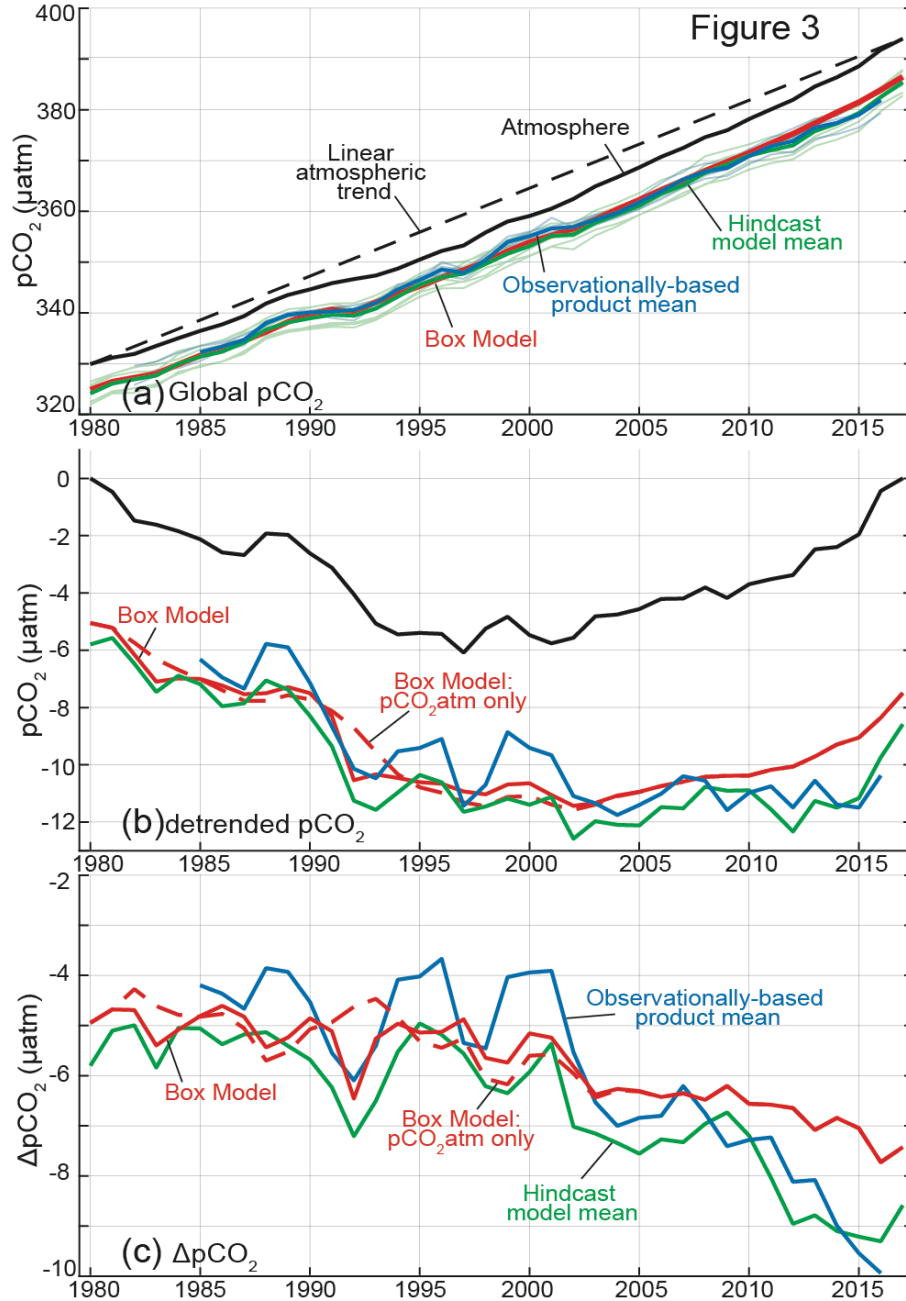 Figure 3
400
380
360
340
320
pCO₂ (µatm)
Atmosphere
Linear
atmospheric
trend
Hindcast
model mean
Observationally-based
product mean
Box Model
(a) Global pCO₂
1980 1985 1990 1995 2000 2005 2010 2015
0
-2
-4
-6
-8
-10
-12
pCO₂ (µatm)
Box Model
Box Model:
pCO₂atm only
(b) detrended pCO₂
1980 1985 1990 1995 2000 2005 2010 2015
-2
-4
-6
-8
-10
ΔpCO₂ (µatm)
Observationally-based
product mean
Box Model
Box Model:
pCO₂atm only
Hindcast
model mean
(c) ΔpCO₂
1980 1985 1990 1995 2000 2005 2010 2015